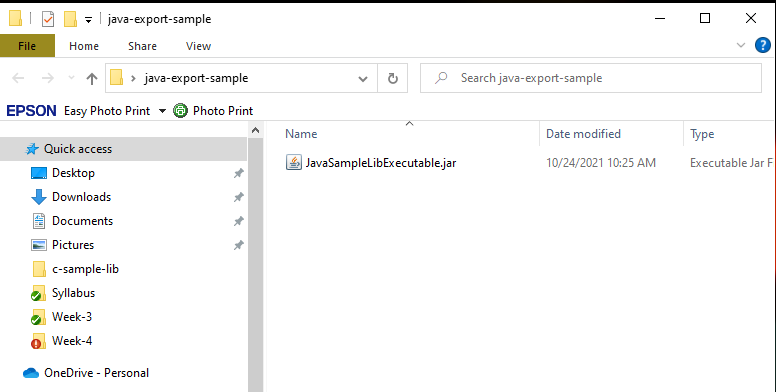 java-export-sample
File Home Share View
java-export-sample Search java-export-sample
EPSON Easy Photo Print Photo Print
Name Date modified Type
Quick access
JavaSampleLibExecutable.jar 10/24/2021 10:25 AM Executable Jar F
Desktop
Downloads
Documents
Pictures
c-sample-lib
Syllabus
Week-3
Week-4
OneDrive - Personal